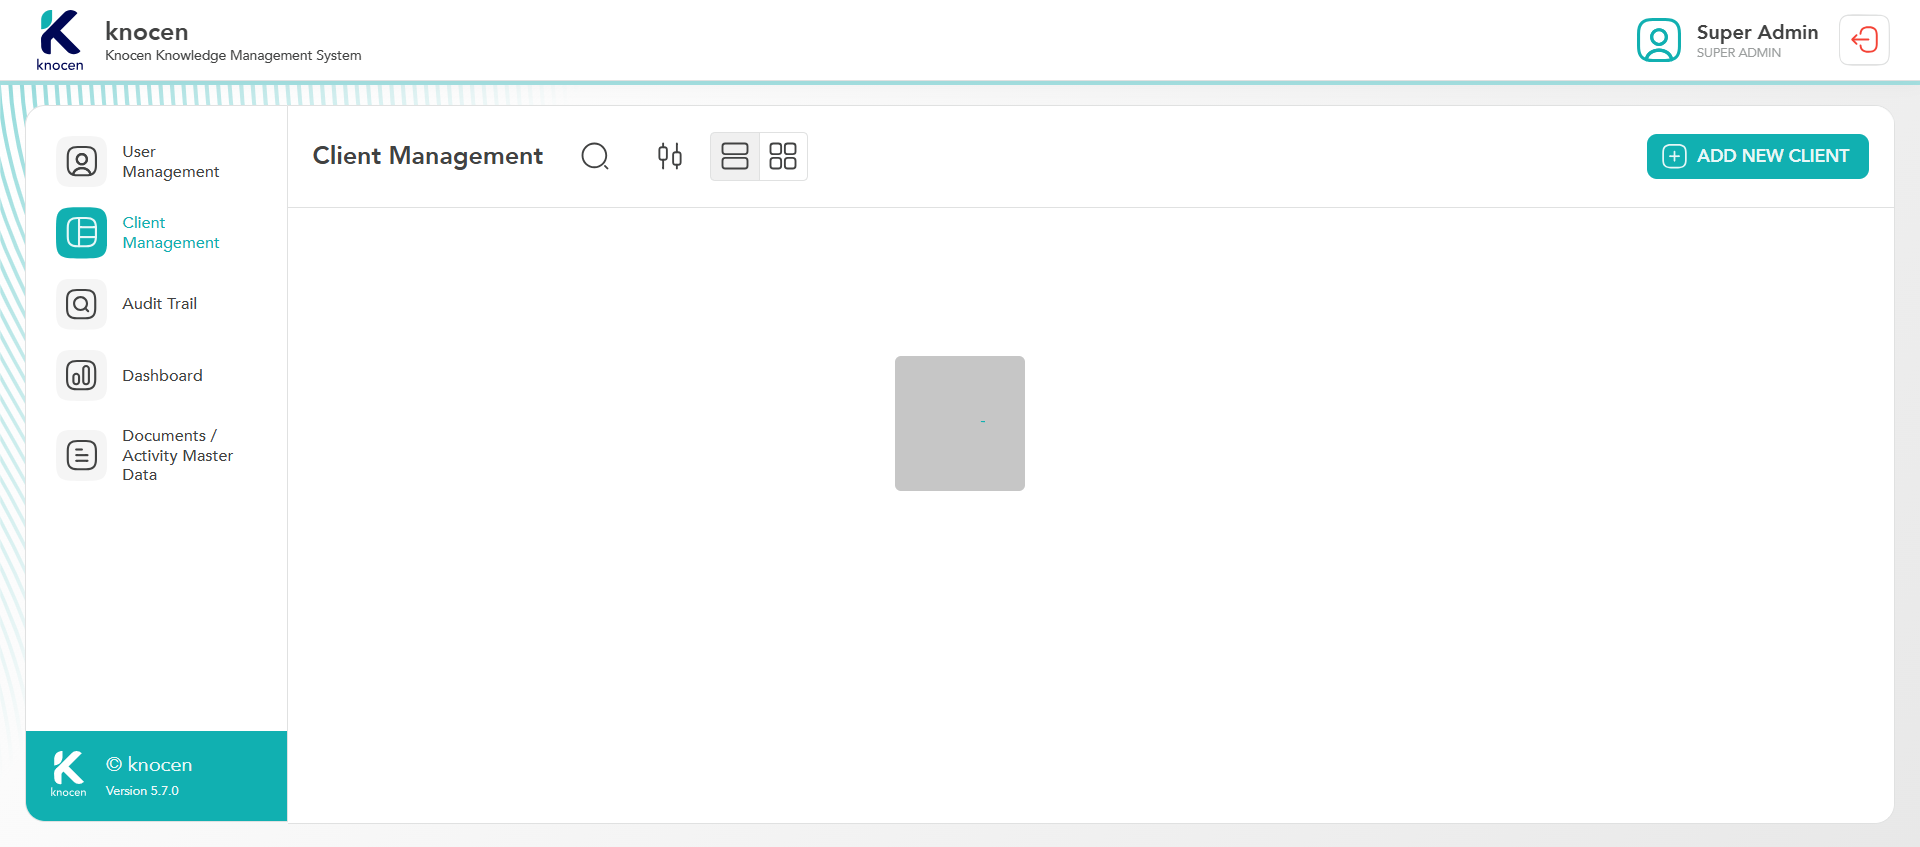 knocen
knocen
Knocen Knowledge Management System
Super Admin
SUPER ADMIN
User
Management
Client
Management
Audit Trail
Dashboard
Documents /
Activity Master
Data
Client Management
ADD NEW CLIENT
-
knocen
© knocen
Version 5.7.0